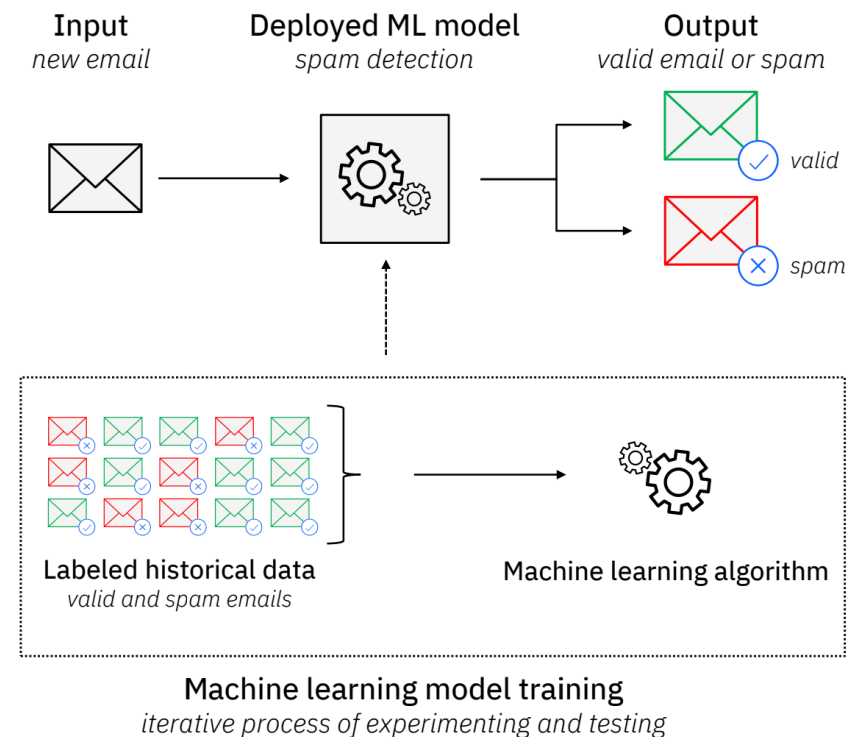 Input
new email
Deployed ML model
spam detection
Output
valid email or spam
valid
spam
Labeled historical data
valid and spam emails
Machine learning algorithm
Machine learning model training
iterative process of experimenting and testing